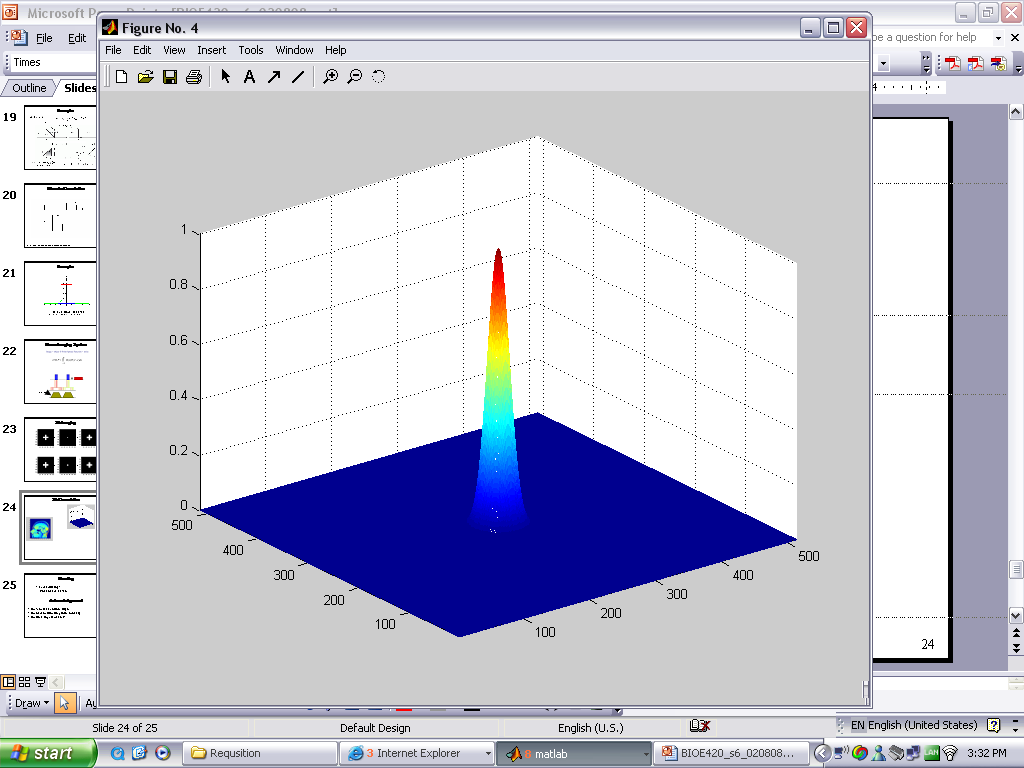 Microsoft P
Figure No. 4
File Edit
be a question for help
File Edit View Insert Tools Window Help
Times
Outline Slides
19
20
21
22
23
24
25
1
0.8
0.6
0.4
0.2
0
500
400
300
200
100
100
200
300
400
500
24
Draw
Slide 24 of 25 Default Design English (U.S.) EN English (United States)
start Requsition 3 Internet Explorer matlab BIOE420_s6_020808... LAN 3:32 PM